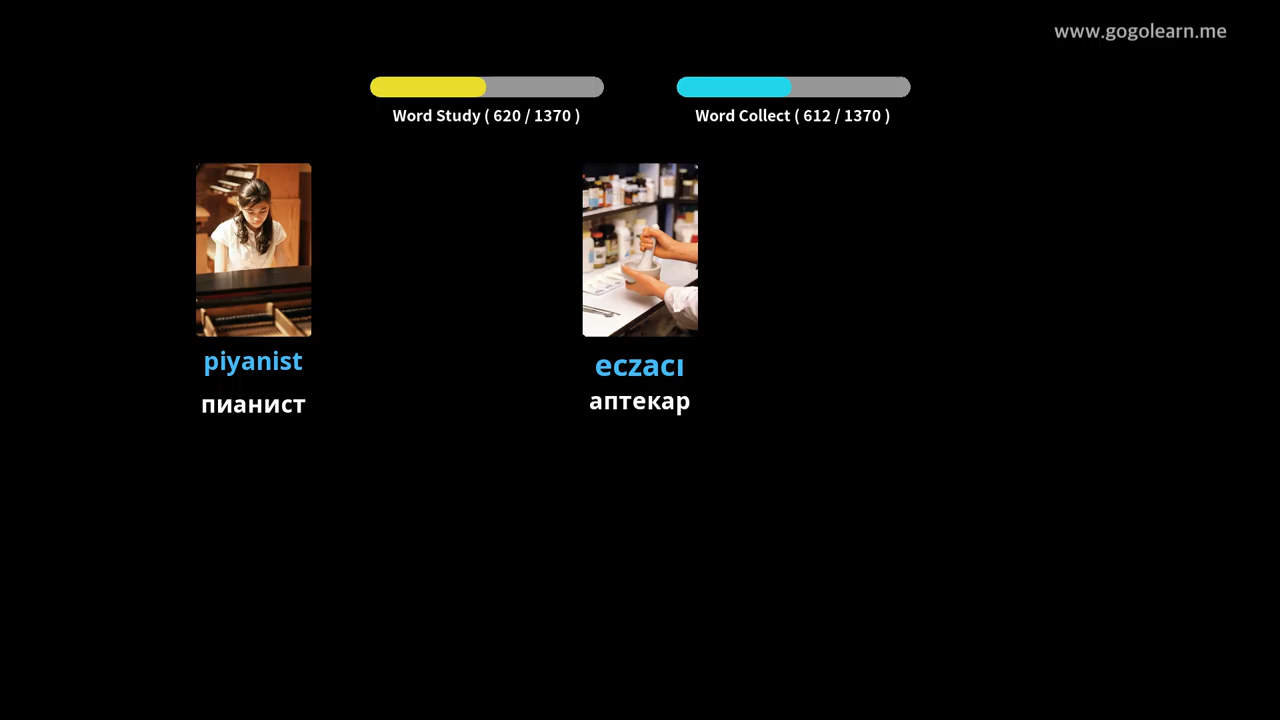 www.gogolearn.me
Word Study ( 620 / 1370 )
Word Collect ( 612 / 1370 )
piyanist
eczacı
пианист
аптекар